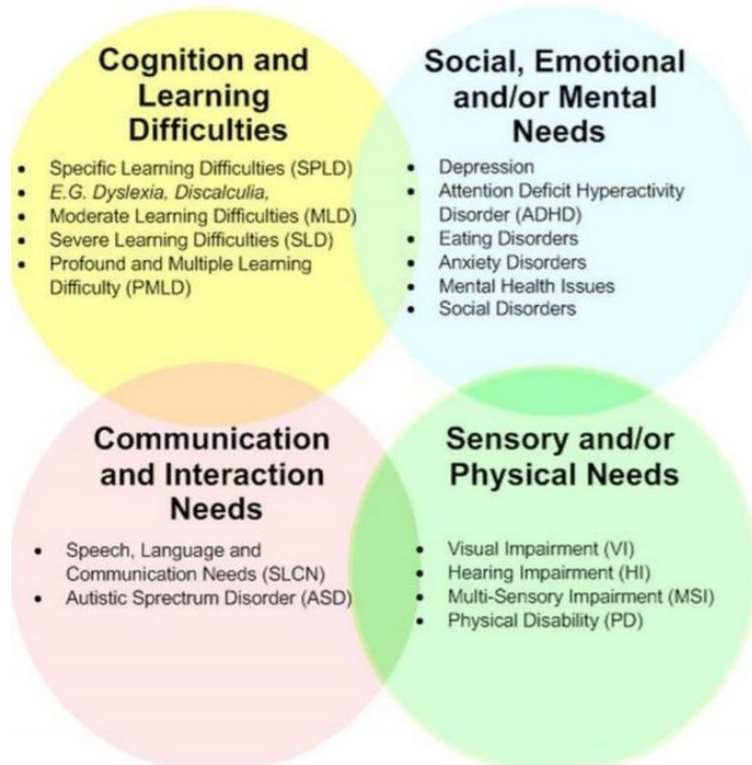 Cognition and
Learning
Difficulties
• Specific Learning Difficulties (SPLD)
• E.G. Dyslexia, Discalculia,
• Moderate Learning Difficulties (MLD)
• Severe Learning Difficulties (SLD)
• Profound and Multiple Learning
Difficulty (PMLD)
Social, Emotional
and/or Mental
Needs
• Depression
• Attention Deficit Hyperactivity
Disorder (ADHD)
• Eating Disorders
• Anxiety Disorders
• Mental Health Issues
• Social Disorders
Communication
and Interaction
Needs
• Speech, Language and
Communication Needs (SLCN)
• Autistic Sprectrum Disorder (ASD)
Sensory and/or
Physical Needs
• Visual Impairment (VI)
• Hearing Impairment (HI)
• Multi-Sensory Impairment (MSI)
• Physical Disability (PD)